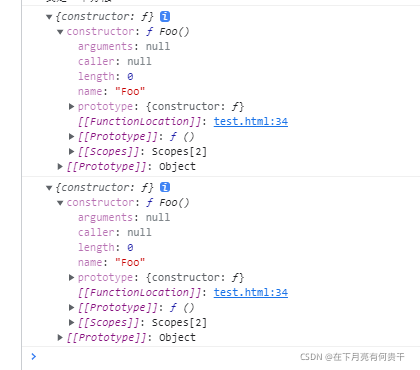 {constructor: ƒ} i
constructor: ƒ Foo()
arguments: null
caller: null
length: 0
name: "Foo"
prototype: {constructor: ƒ}
[[FunctionLocation]]: test.html:34
[[Prototype]]: ƒ ()
[[Scopes]]: Scopes[2]
[[Prototype]]: Object
{constructor: ƒ} i
constructor: ƒ Foo()
arguments: null
caller: null
length: 0
name: "Foo"
prototype: {constructor: ƒ}
[[FunctionLocation]]: test.html:34
[[Prototype]]: ƒ ()
[[Scopes]]: Scopes[2]
[[Prototype]]: Object
CSDN @在下月亮有何贵干